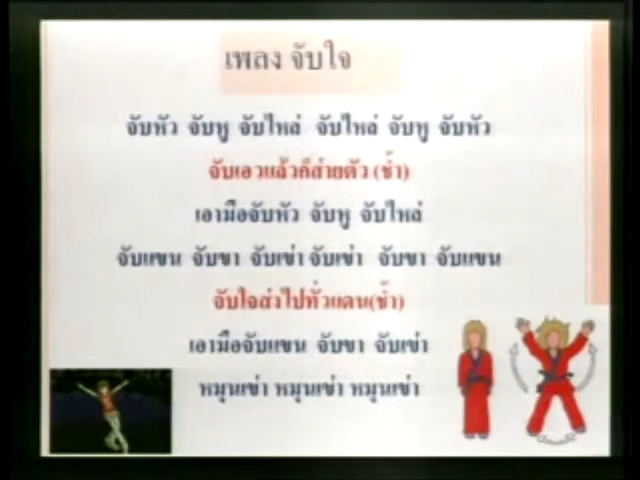 เพลง จับใจ
จับหัว จับหู จับไหล่ จับไหล่ จับหู จับหัว
จับเอวแล้วก็ส่ายตัว (ซ้ำ)
เอามือจับหัว จับหู จับไหล่
จับแขน จับขา จับเข่า จับเข่า จับขา จับแขน
จับใจส่งไปทั่วแดน(ซ้ำ)
เอามือจับแขน จับขา จับเข่า
หมุนเข่า หมุนเข่า หมุนเข่า